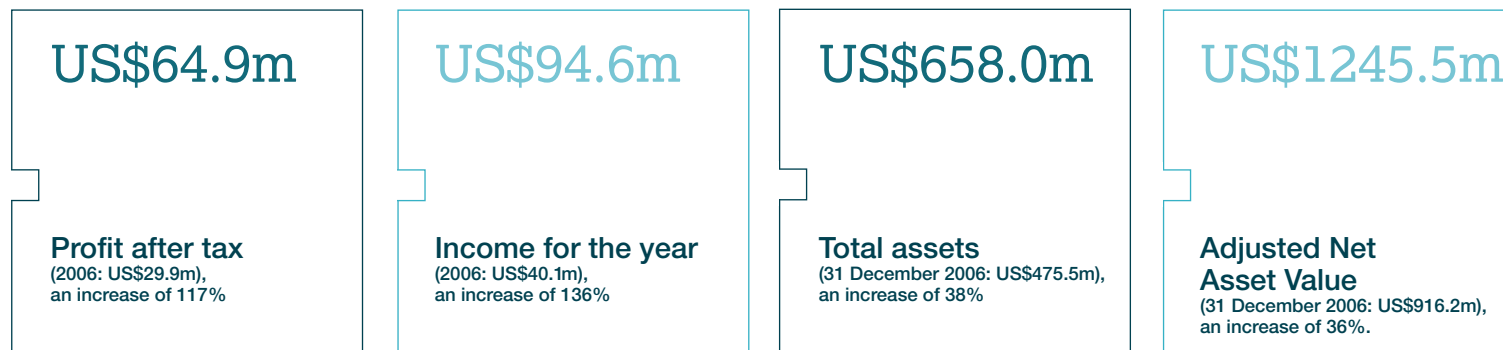 US$64.9m
Profit after tax
(2006: US$29.9m),
an increase of 117%
US$94.6m
Income for the year
(2006: US$40.1m),
an increase of 136%
US$658.0m
Total assets
(31 December 2006: US$475.5m),
an increase of 38%
US$1245.5m
Adjusted Net
Asset Value
(31 December 2006: US$916.2m),
an increase of 36%.